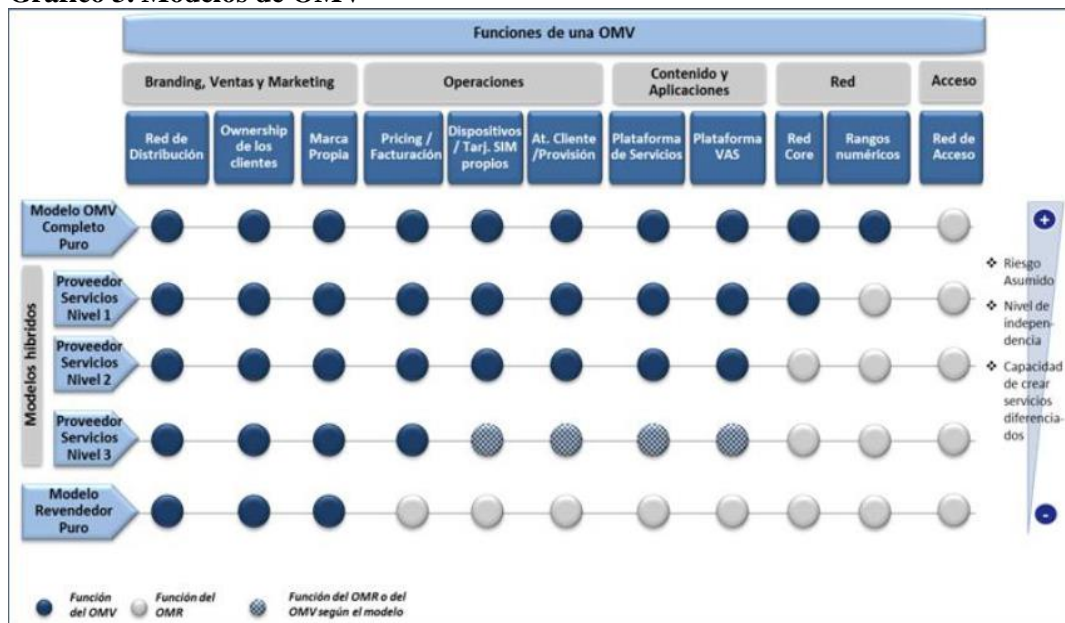 Gráfico 3. Modelos de OMV
Funciones de una OMV
Branding, Ventas y Marketing
Operaciones
Contenido y
Aplicaciones
Red
Acceso
Red de
Distribución
Ownership
de los
clientes
Marca
Propia
Pricing /
Facturación
Dispositivos
/ Tarj. SIM
propios
At. Cliente
/Provisión
Plataforma
de Servicios
Plataforma
VAS
Red
Core
Rangos
numéricos
Red de
Acceso
Modelo OMV
Completo
Puro
Modelos híbridos
Proveedor
Servicios
Nivel 1
Proveedor
Servicios
Nivel 2
Proveedor
Servicios
Nivel 3
Modelo
Revendedor
Puro
+
❖ Riesgo
Asumido
❖ Nivel de
indepen-
dencia
❖ Capacidad
de crear
servicios
diferencia-
dos
-
Función
del OMV
Función del
OMR
Función del OMR o del
OMV según el modelo